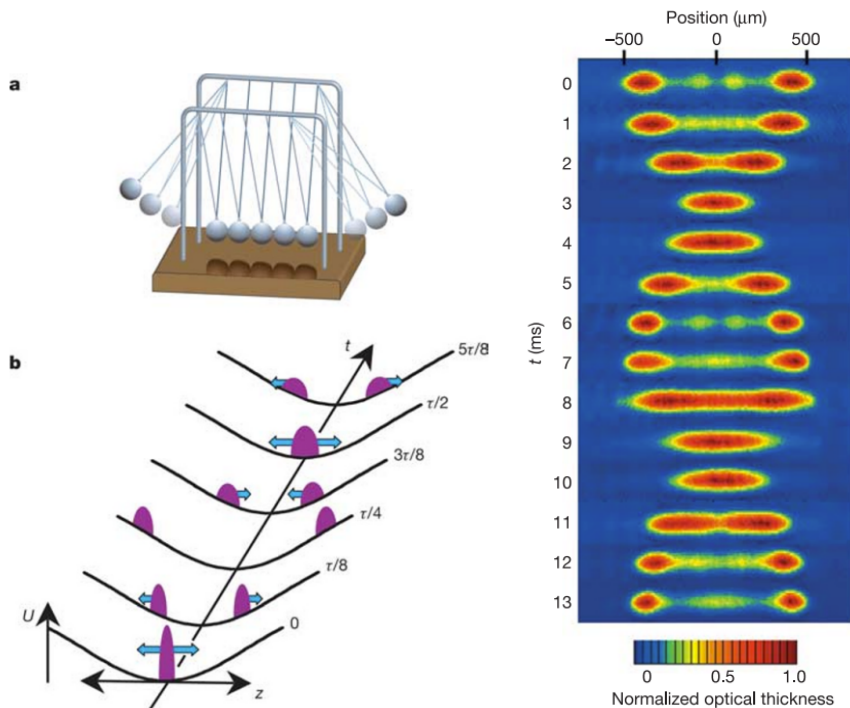 a
b
t
5τ/8
τ/2
3τ/8
τ/4
τ/8
0
U
z
Position (μm)
−500
0
500
0
1
2
3
4
5
6
7
8
9
10
11
12
13
t (ms)
0
0.5
1.0
Normalized optical thickness